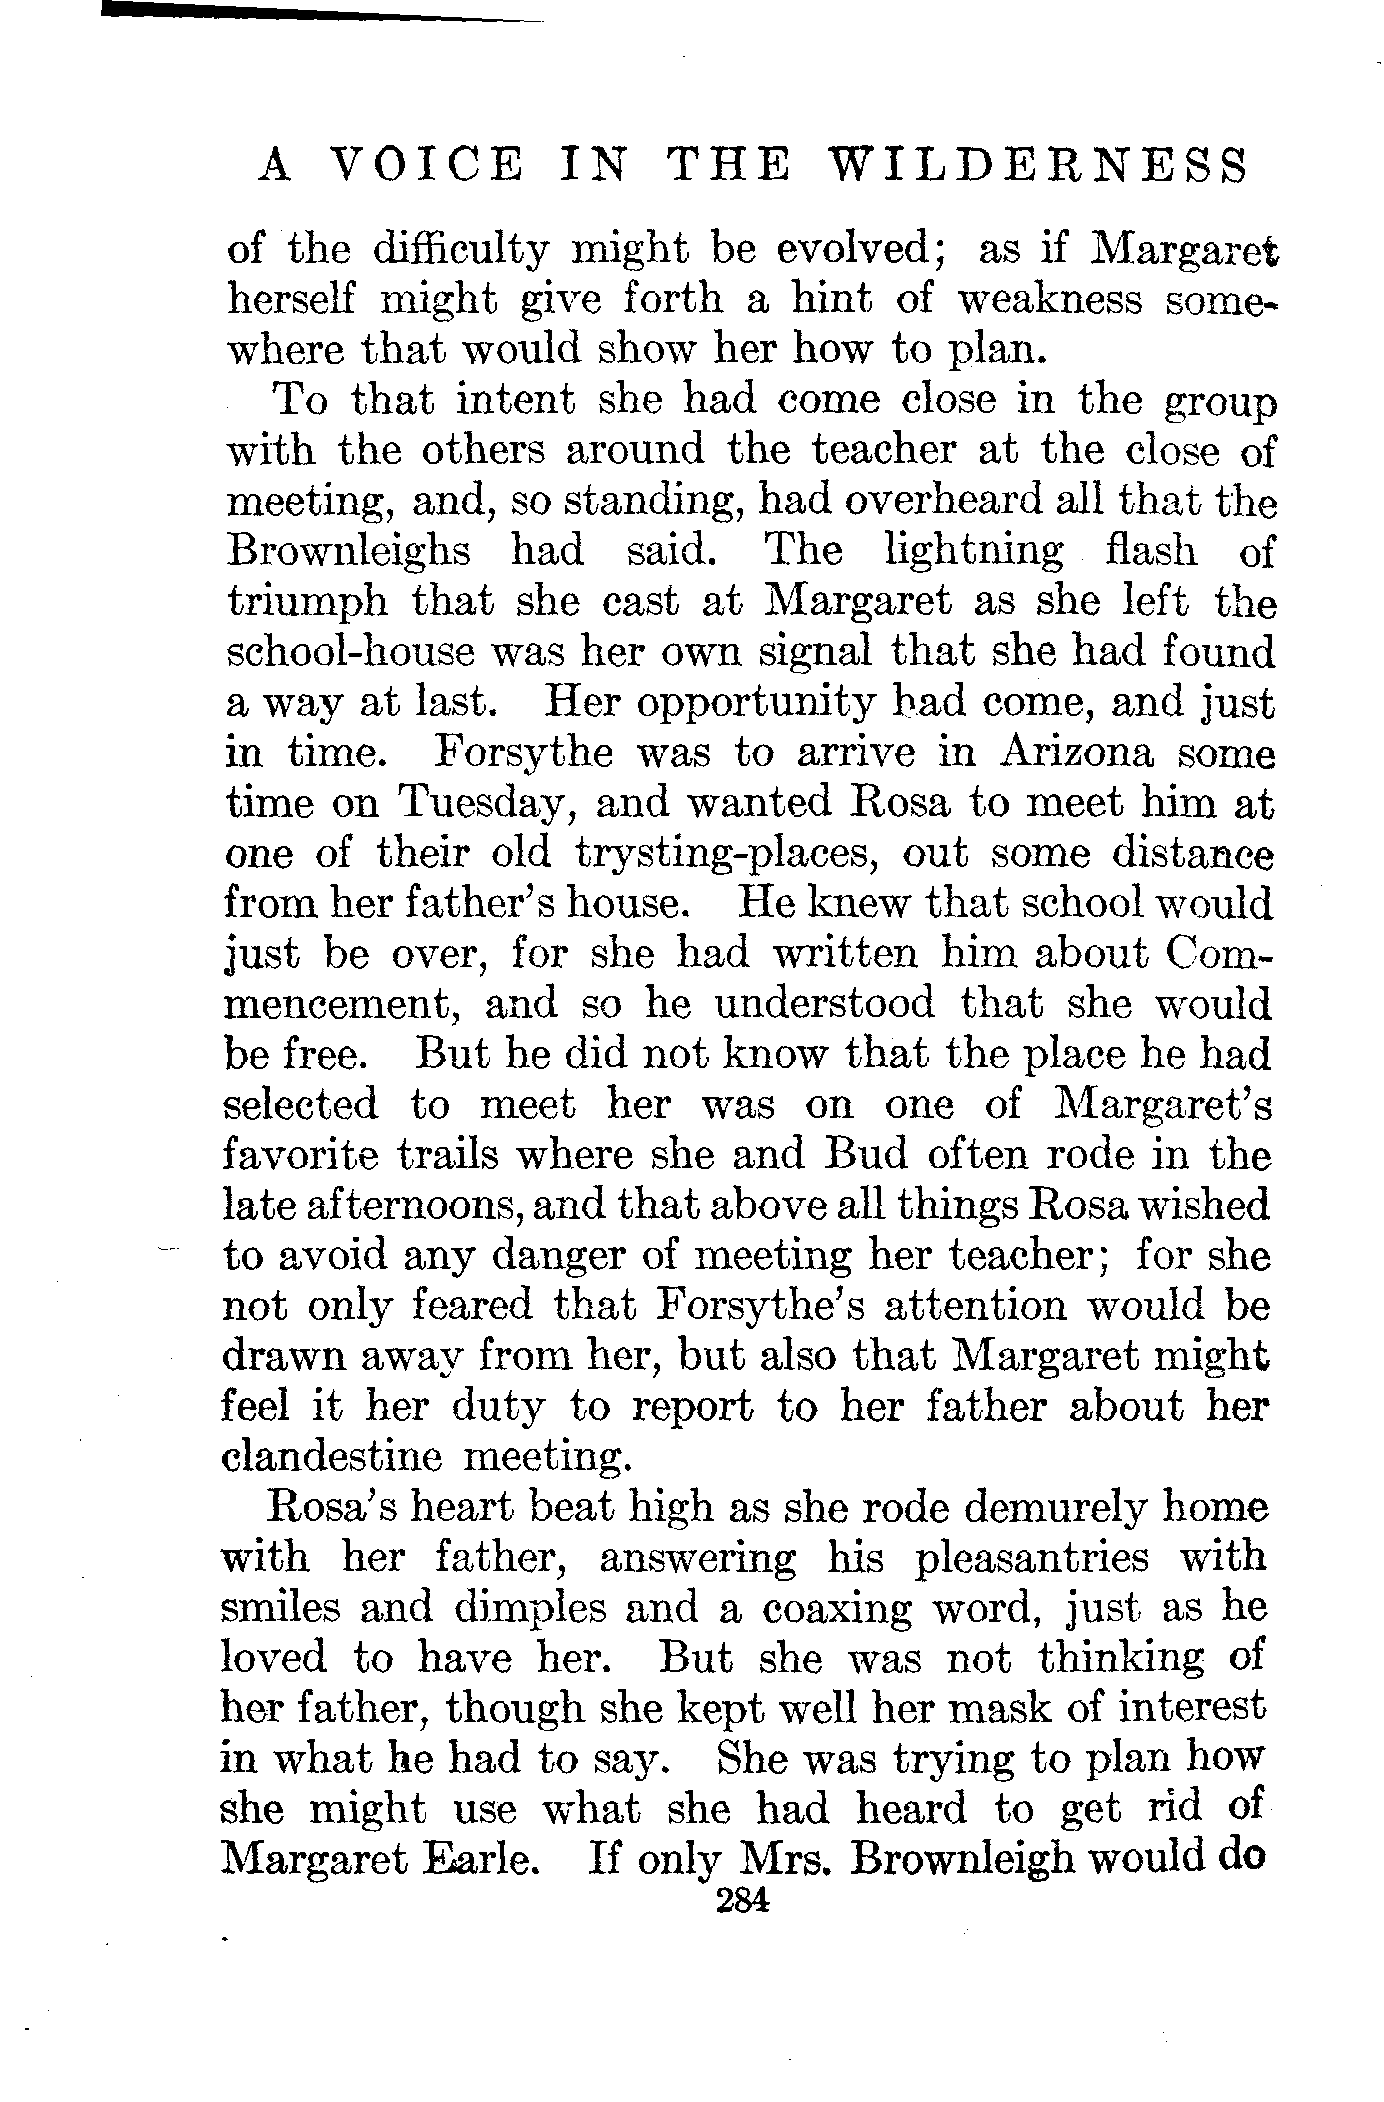 A VOICE IN THE WILDERNESS
of the difficulty might be evolved; as if Margaret
herself might give forth a hint of weakness some-
where that would show her how to plan.
To that intent she had come close in the group
with the others around the teacher at the close of
meeting, and, so standing, had overheard all that the
Brownleighs had said. The lightning flash of
triumph that she cast at Margaret as she left the
school-house was her own signal that she had found
a way at last. Her opportunity had come, and just
in time. Forsythe was to arrive in Arizona some
time on Tuesday, and wanted Rosa to meet him at
one of their old trysting-places, out some distance
from her father's house. He knew that school would
just be over, for she had written him about Com-
mencement, and so he understood that she would
be free. But he did not know that the place he had
selected to meet her was on one of Margaret's
favorite trails where she and Bud often rode in the
late afternoons, and that above all things Rosa wished
to avoid any danger of meeting her teacher; for she
not only feared that Forsythe's attention would be
drawn away from her, but also that Margaret might
feel it her duty to report to her father about her
clandestine meeting.
Rosa's heart beat high as she rode demurely home
with her father, answering his pleasantries with
smiles and dimples and a coaxing word, just as he
loved to have her. But she was not thinking of
her father, though she kept well her mask of interest
in what he had to say. She was trying to plan how
she might use what she had heard to get rid of
Margaret Earle. If only Mrs. Brownleigh would do
284